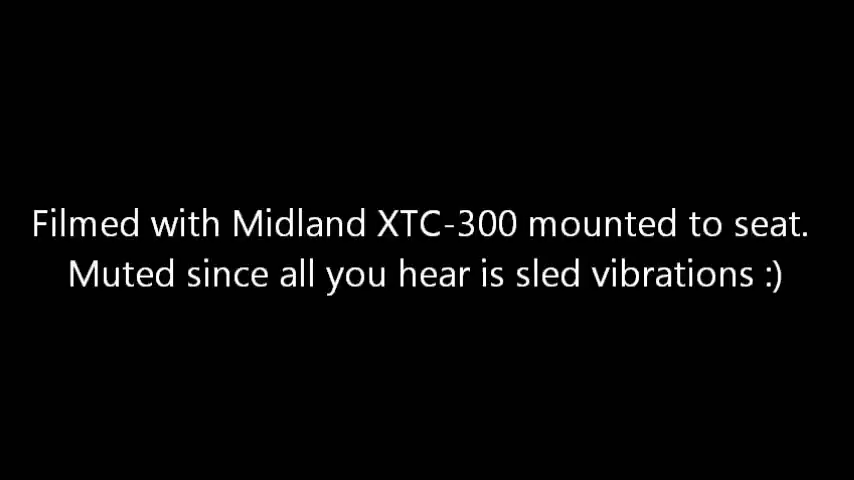 Filmed with Midland XTC-300 mounted to seat.
Muted since all you hear is sled vibrations :)